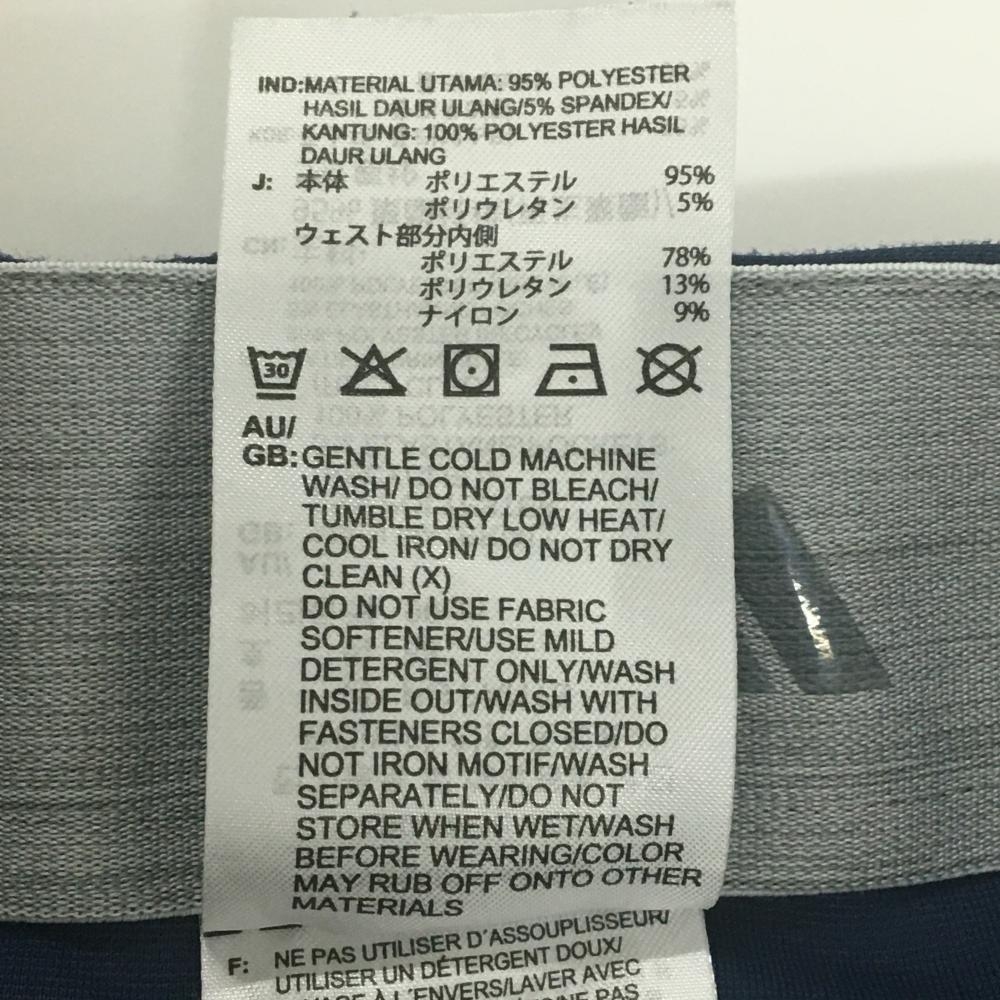 IND:MATERIAL UTAMA: 95% POLYESTER
HASIL DAUR ULANG/5% SPANDEX/
KANTUNG: 100% POLYESTER HASIL
DAUR ULANG
J: 本体 ポリエステル 95%
ポリウレタン 5%
ウェスト部分内側
ポリエステル 78%
ポリウレタン 13%
ナイロン 9%
30
AU/
GB:GENTLE COLD MACHINE
WASH/ DO NOT BLEACH/
TUMBLE DRY LOW HEAT/
COOL IRON/ DO NOT DRY
CLEAN (X)
DO NOT USE FABRIC
SOFTENER/USE MILD
DETERGENT ONLY/WASH
INSIDE OUT/WASH WITH
FASTENERS CLOSED/DO
NOT IRON MOTIF/WASH
SEPARATELY/DO NOT
STORE WHEN WET/WASH
BEFORE WEARING/COLOR
MAY RUB OFF ONTO OTHER
MATERIALS
F: NE PAS UTILISER D'ASSOUPLISSEUR/
UTILISER UN DÉTERGENT DOUX/
À L'ENVERS/LAVER AVEC
NE PAS